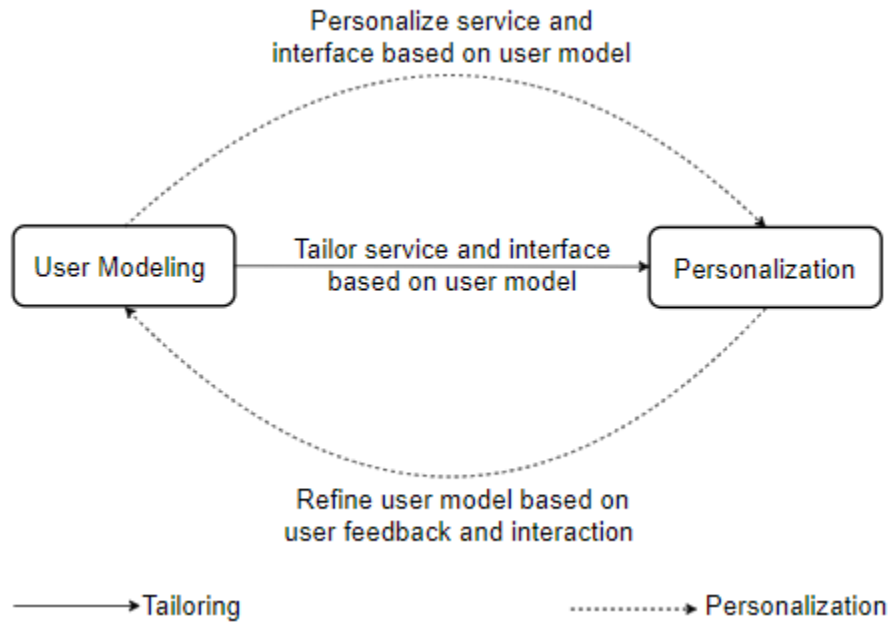 Personalize service and
interface based on user model
User Modeling
Tailor service and interface
based on user model
Personalization
Refine user model based on
user feedback and interaction
Tailoring
Personalization